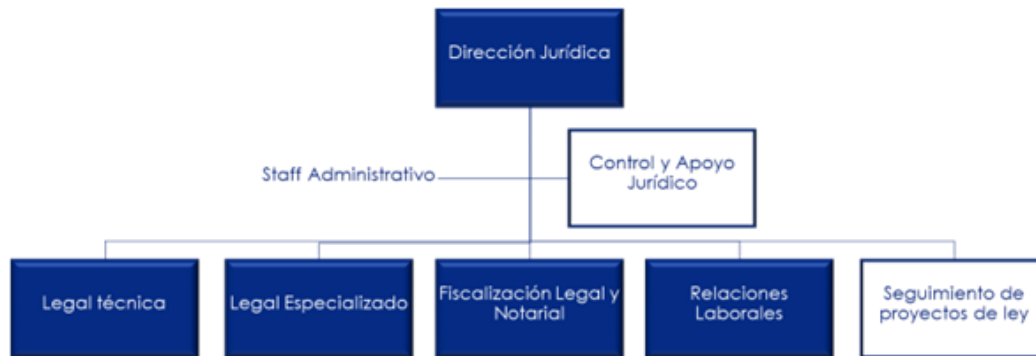 Dirección Jurídica
Staff Administrativo
Control y Apoyo
Jurídico
Legal técnica
Legal Especializado
Fiscalización Legal y
Notarial
Relaciones
Laborales
Seguimiento de
proyectos de ley